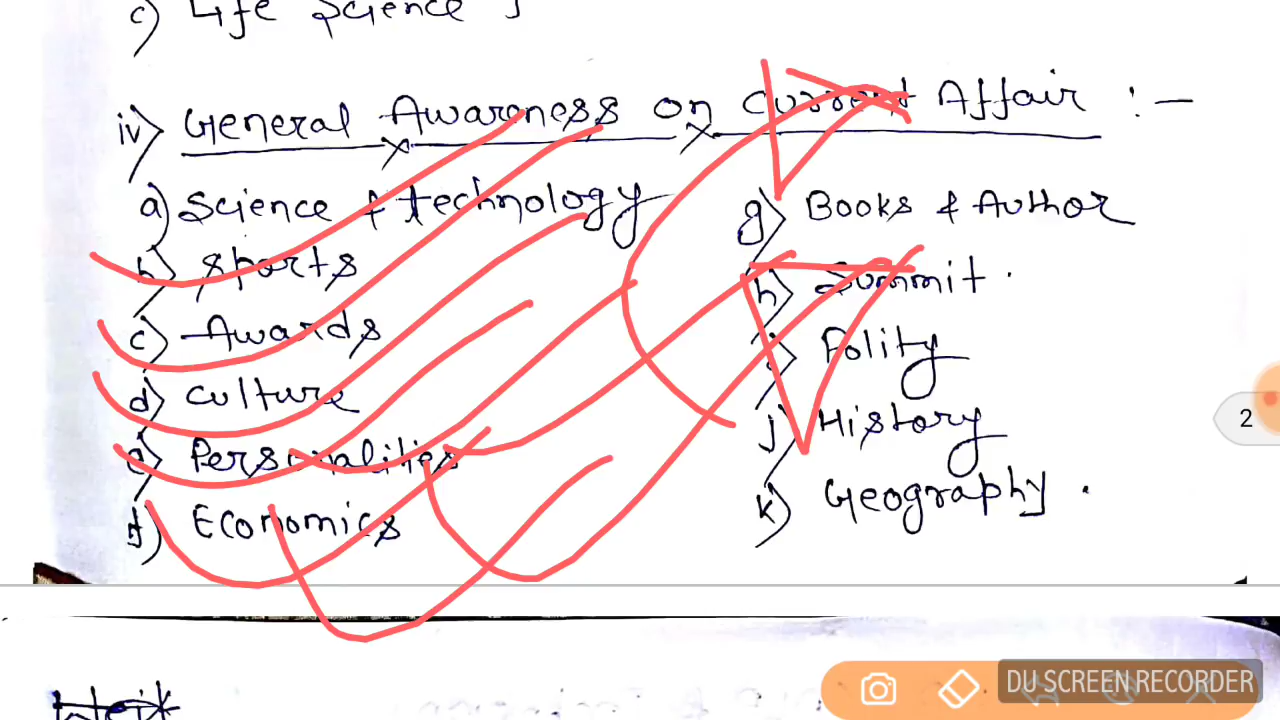 c) Life Science
iv) General Awareness on Current Affair :-
a) Science & technology
b) Sports
c) Awards
d) Culture
e) Personalities
f) Economics
g) Books & Author
h) Summit.
i) Polity
j) History
k) Geography.
2
DU SCREEN RECORDER